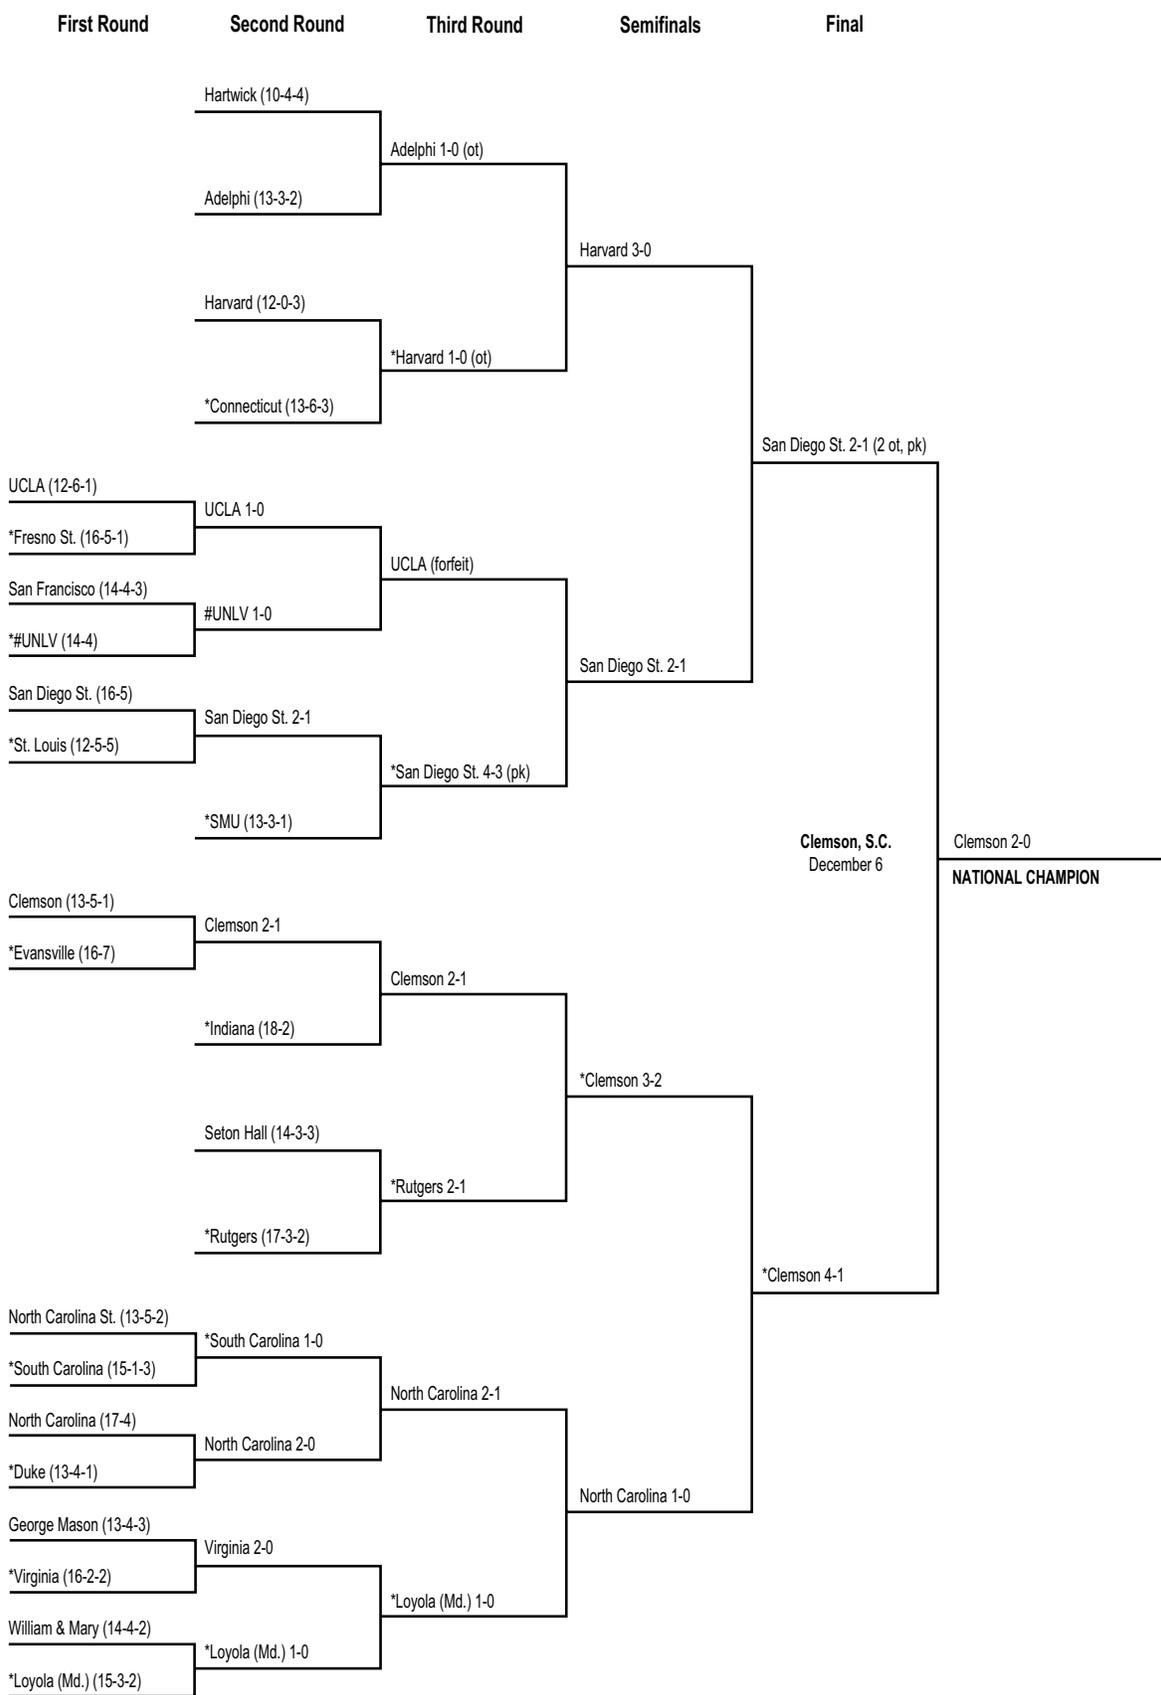 First Round
Second Round
Third Round
Semifinals
Final
Hartwick (10-4-4)
Adelphi 1-0 (ot)
Adelphi (13-3-2)
Harvard 3-0
Harvard (12-0-3)
*Harvard 1-0 (ot)
*Connecticut (13-6-3)
San Diego St. 2-1 (2 ot, pk)
UCLA (12-6-1)
UCLA 1-0
*Fresno St. (16-5-1)
UCLA (forfeit)
San Francisco (14-4-3)
#UNLV 1-0
*#UNLV (14-4)
San Diego St. 2-1
San Diego St. (16-5)
San Diego St. 2-1
*St. Louis (12-5-5)
*San Diego St. 4-3 (pk)
*SMU (13-3-1)
Clemson, S.C.
December 6
Clemson 2-0
NATIONAL CHAMPION
Clemson (13-5-1)
Clemson 2-1
*Evansville (16-7)
Clemson 2-1
*Indiana (18-2)
*Clemson 3-2
Seton Hall (14-3-3)
*Rutgers 2-1
*Rutgers (17-3-2)
*Clemson 4-1
North Carolina St. (13-5-2)
*South Carolina 1-0
*South Carolina (15-1-3)
North Carolina 2-1
North Carolina (17-4)
North Carolina 2-0
*Duke (13-4-1)
North Carolina 1-0
George Mason (13-4-3)
Virginia 2-0
*Virginia (16-2-2)
*Loyola (Md.) 1-0
William & Mary (14-4-2)
*Loyola (Md.) 1-0
*Loyola (Md.) (15-3-2)